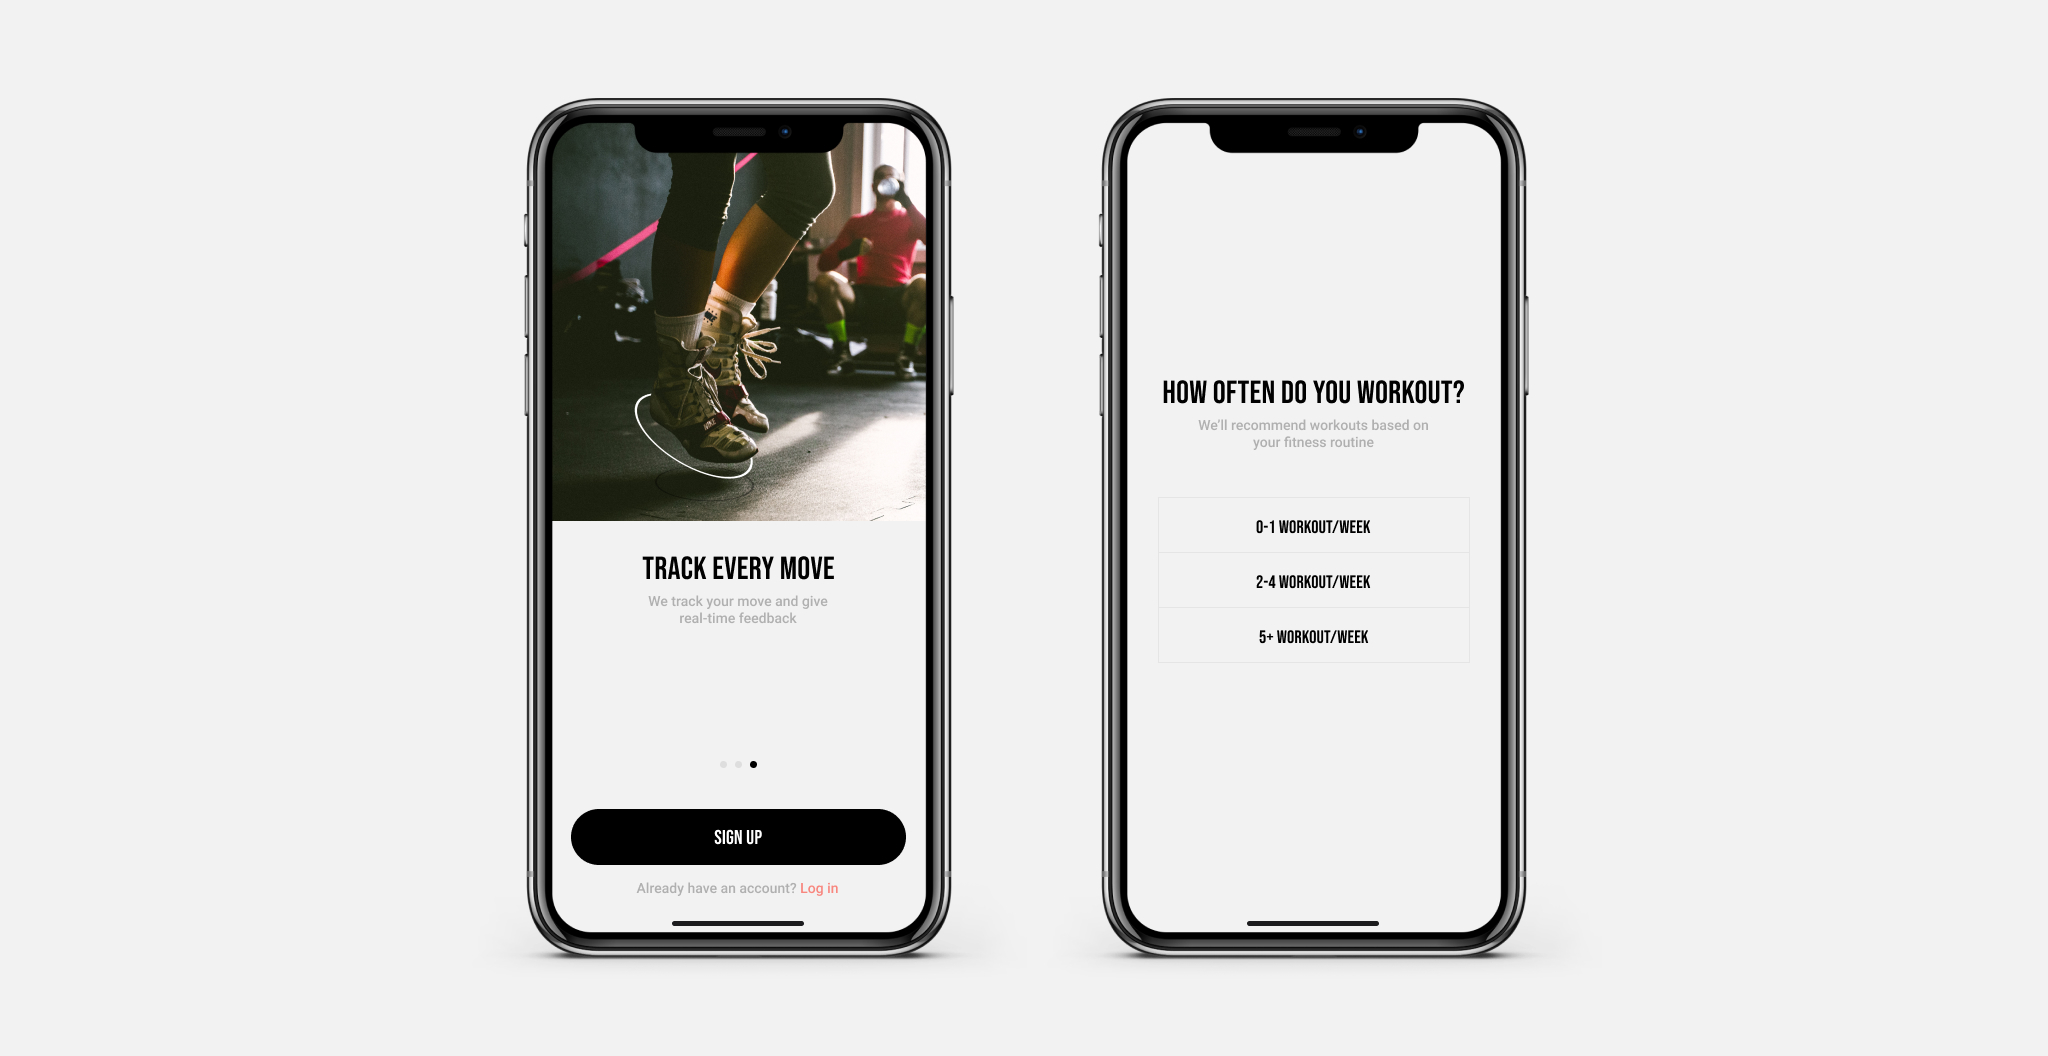 TRACK EVERY MOVE
We track your move and give
real-time feedback
SIGN UP
Already have an account? Log in
HOW OFTEN DO YOU WORKOUT?
We'll recommend workouts based on
your fitness routine
0-1 WORKOUT/WEEK
2-4 WORKOUT/WEEK
5+ WORKOUT/WEEK